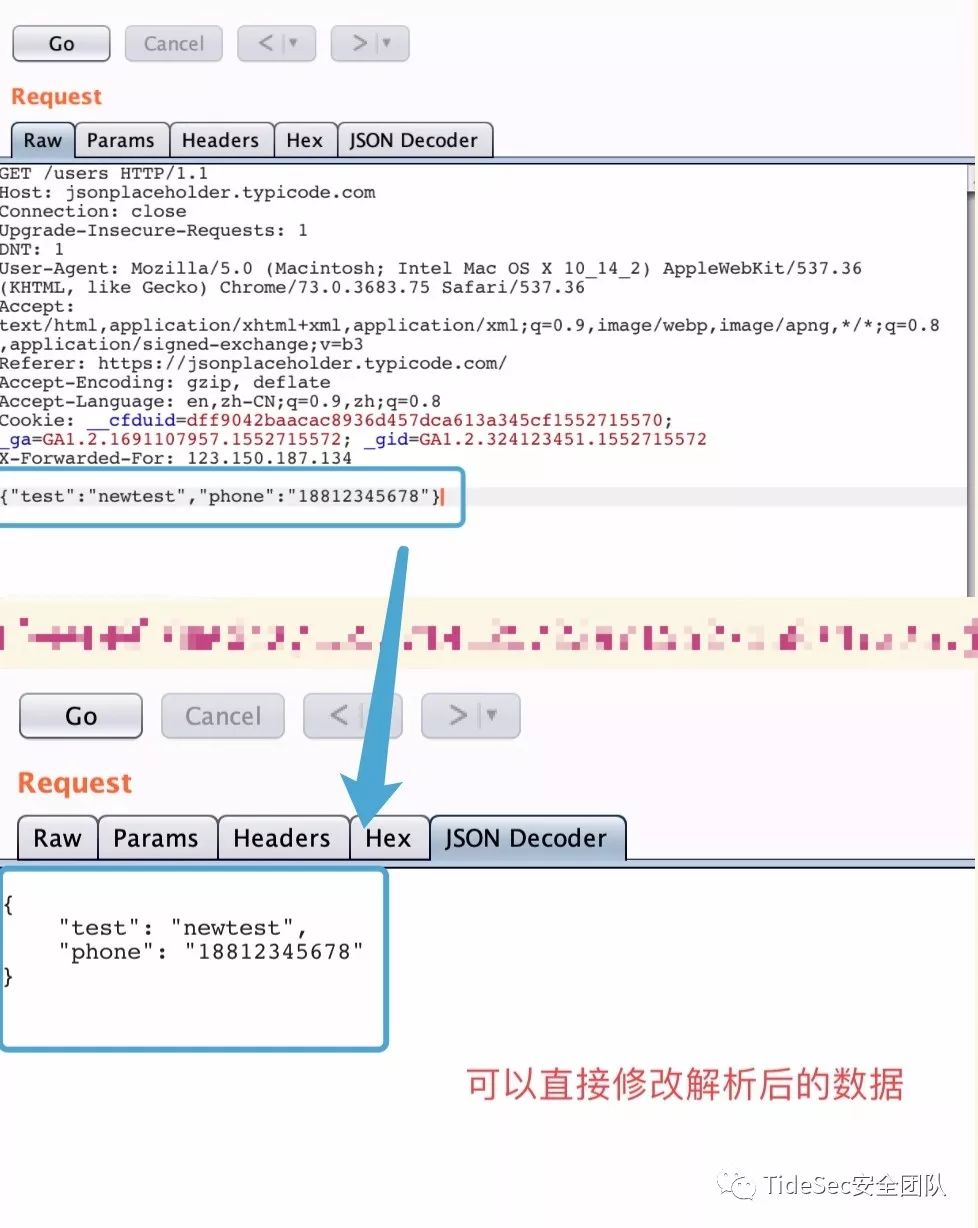 Go Cancel < >
Request
Raw Params Headers Hex JSON Decoder
GET /users HTTP/1.1
Host: jsonplaceholder.typicode.com
Connection: close
Upgrade-Insecure-Requests: 1
DNT: 1
User-Agent: Mozilla/5.0 (Macintosh; Intel Mac OS X 10_14_2) AppleWebKit/537.36
(KHTML, like Gecko) Chrome/73.0.3683.75 Safari/537.36
Accept:
text/html,application/xhtml+xml,application/xml;q=0.9,image/webp,image/apng,*/*;q=0.8
,application/signed-exchange;v=b3
Referer: https://jsonplaceholder.typicode.com/
Accept-Encoding: gzip, deflate
Accept-Language: en,zh-CN;q=0.9,zh;q=0.8
Cookie: __cfduid=dff9042baacac8936d457dca613a345cf1552715570;
_ga=GA1.2.1691107957.1552715572; _gid=GA1.2.324123451.1552715572
X-Forwarded-For: 123.150.187.134
{"test":"newtest","phone":"18812345678"}
Go Cancel < >
Request
Raw Params Headers Hex JSON Decoder
{
    "test": "newtest",
    "phone": "18812345678"
}
可以直接修改解析后的数据
TideSec安全团队